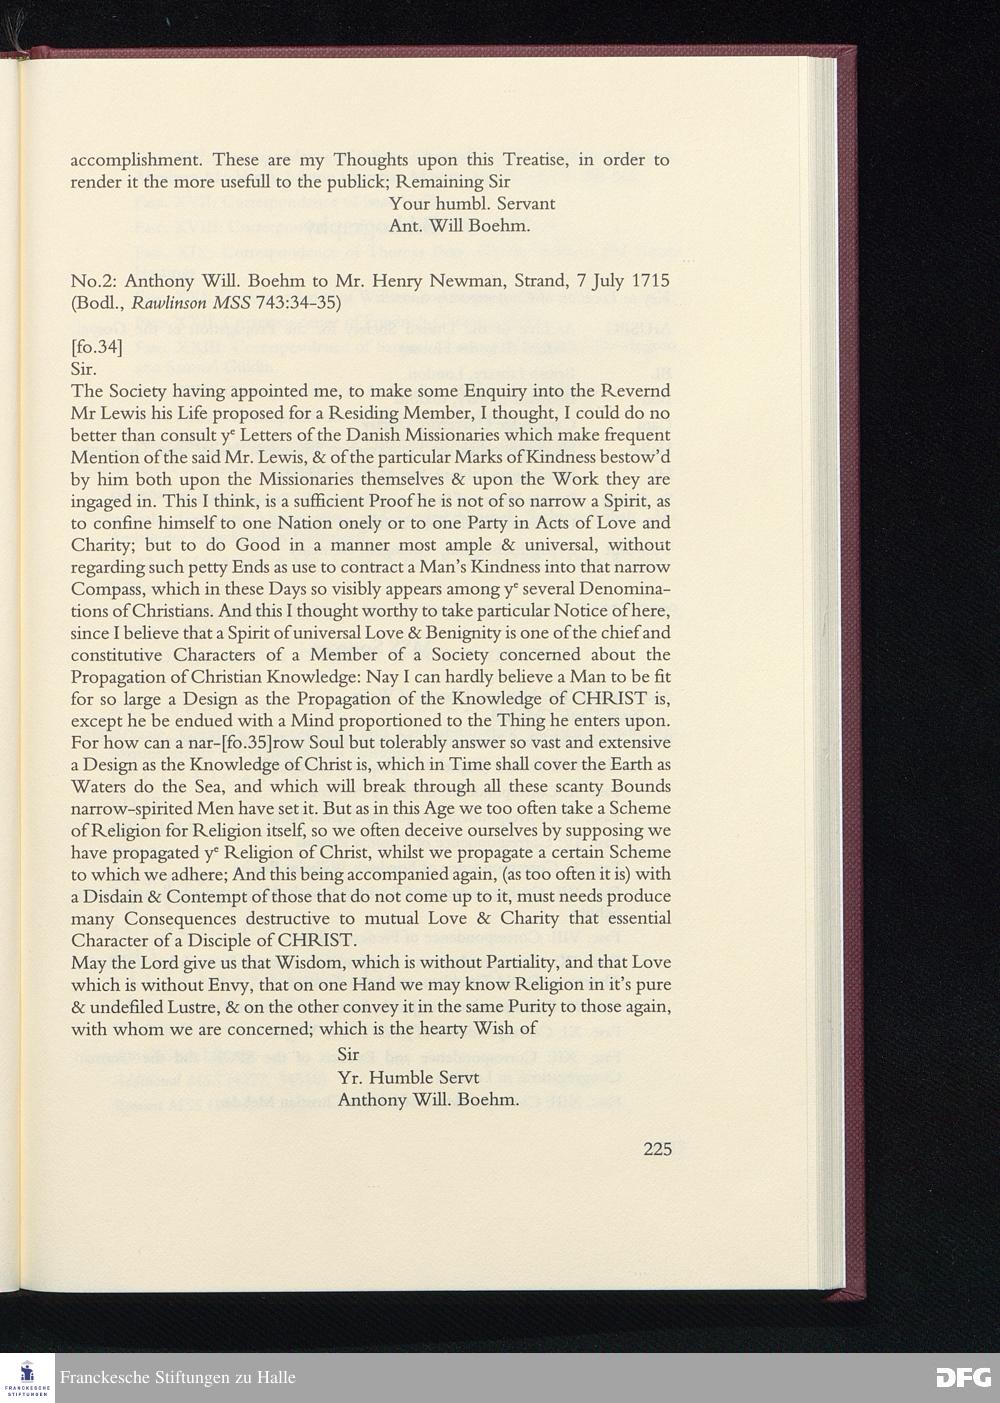 accomplishment. These are my Thoughts upon this Treatise, in order to
render it the more usefull to the publick; Remaining Sir
Your humbl. Servant
Ant. Will Boehm.
No.2: Anthony Will. Boehm to Mr. Henry Newman, Strand, 7 July 1715
(Bodl., Rawlinson MSS 743:34-35)
[fo.34]
Sir.
The Society having appointed me, to make some Enquiry into the Revernd
Mr Lewis his Life proposed for a Residing Member, I thought, I could do no
better than consult yᵉ Letters of the Danish Missionaries which make frequent
Mention of the said Mr. Lewis, & of the particular Marks of Kindness bestow'd
by him both upon the Missionaries themselves & upon the Work they are
ingaged in. This I think, is a sufficient Proof he is not of so narrow a Spirit, as
to confine himself to one Nation onely or to one Party in Acts of Love and
Charity; but to do Good in a manner most ample & universal, without
regarding such petty Ends as use to contract a Man's Kindness into that narrow
Compass, which in these Days so visibly appears among yᵉ several Denomina-
tions of Christians. And this I thought worthy to take particular Notice of here,
since I believe that a Spirit of universal Love & Benignity is one of the chief and
constitutive Characters of a Member of a Society concerned about the
Propagation of Christian Knowledge: Nay I can hardly believe a Man to be fit
for so large a Design as the Propagation of the Knowledge of CHRIST is,
except he be endued with a Mind proportioned to the Thing he enters upon.
For how can a nar-[fo.35]row Soul but tolerably answer so vast and extensive
a Design as the Knowledge of Christ is, which in Time shall cover the Earth as
Waters do the Sea, and which will break through all these scanty Bounds
narrow-spirited Men have set it. But as in this Age we too often take a Scheme
of Religion for Religion itself, so we often deceive ourselves by supposing we
have propagated yᵉ Religion of Christ, whilst we propagate a certain Scheme
to which we adhere; And this being accompanied again, (as too often it is) with
a Disdain & Contempt of those that do not come up to it, must needs produce
many Consequences destructive to mutual Love & Charity that essential
Character of a Disciple of CHRIST.
May the Lord give us that Wisdom, which is without Partiality, and that Love
which is without Envy, that on one Hand we may know Religion in it's pure
& undefiled Lustre, & on the other convey it in the same Purity to those again,
with whom we are concerned; which is the hearty Wish of
Sir
Yr. Humble Servt
Anthony Will. Boehm.
225
FRANCKESCHE
STIFTUNGEN
Franckesche Stiftungen zu Halle
DFG